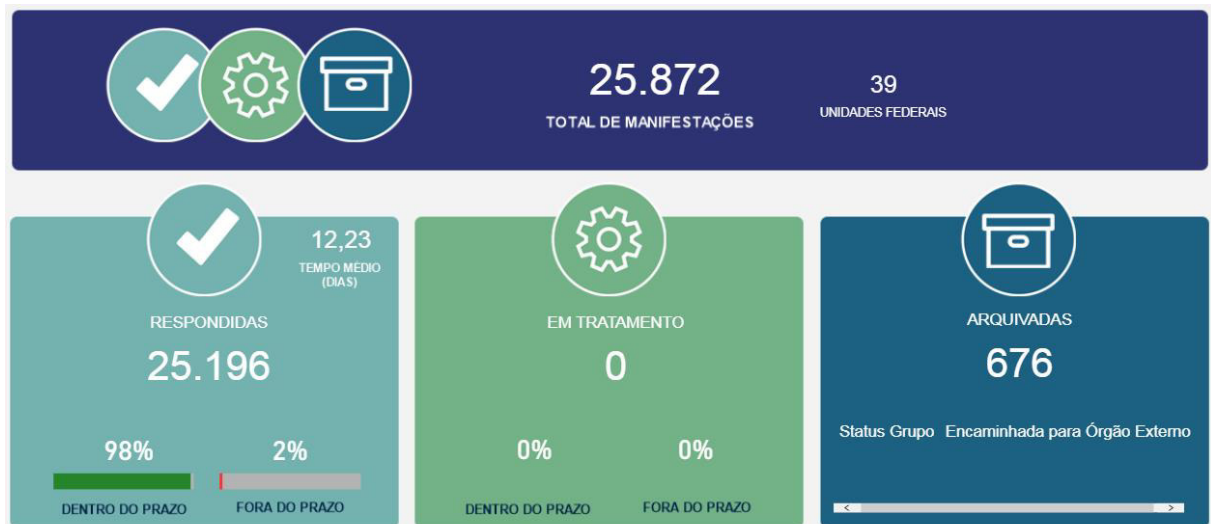 25.872
TOTAL DE MANIFESTAÇÕES
39
UNIDADES FEDERAIS
12,23
TEMPO MÉDIO
(DIAS)
RESPONDIDAS
25.196
98%
2%
DENTRO DO PRAZO
FORA DO PRAZO
EM TRATAMENTO
0
0%
0%
DENTRO DO PRAZO
FORA DO PRAZO
ARQUIVADAS
676
Status Grupo Encaminhada para Órgão Externo